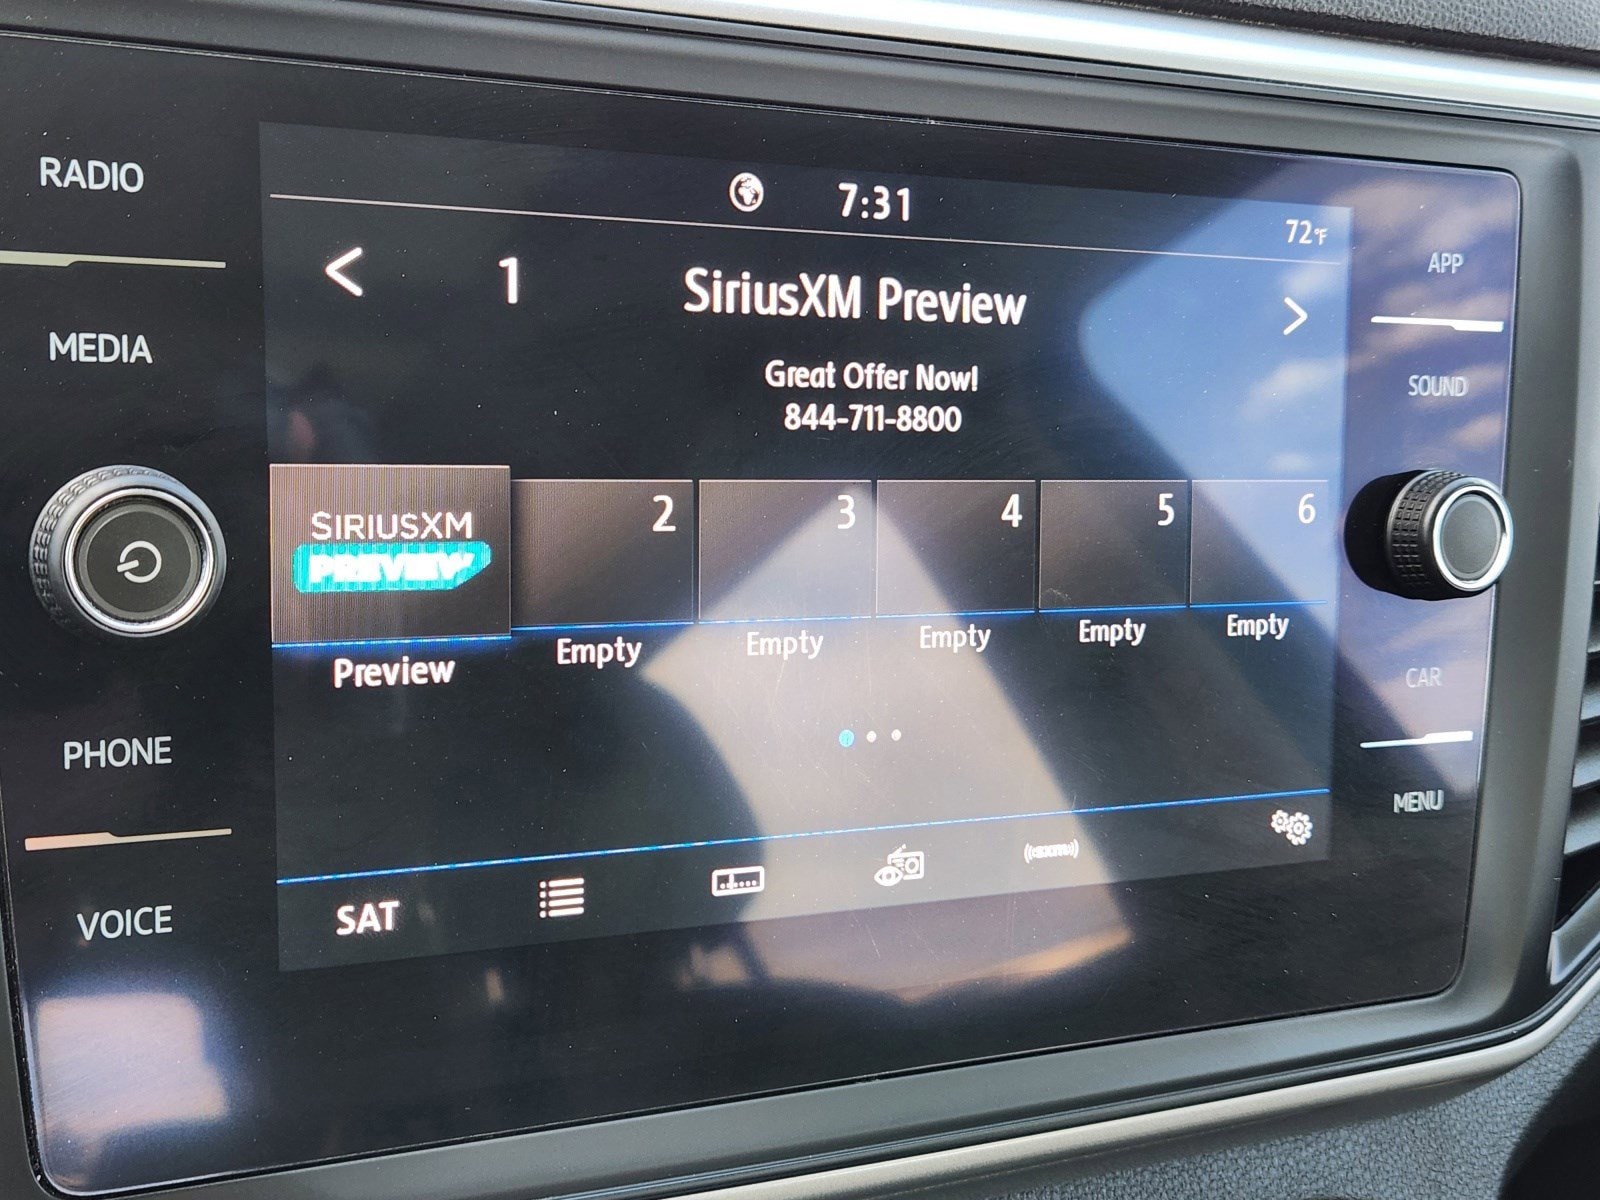 RADIO
MEDIA
PHONE
VOICE
7:31
72°F
1
SiriusXM Preview
Great Offer Now!
844-711-8800
SIRIUSXM
PREVIEW
2
3
4
5
6
Preview
Empty
Empty
Empty
Empty
Empty
SAT
((SXM))
APP
SOUND
CAR
MENU